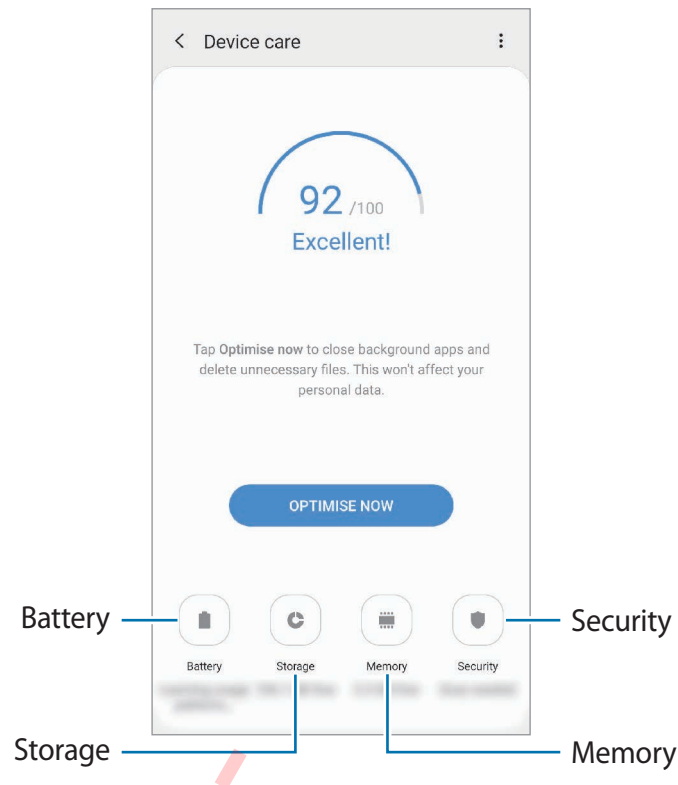 Device care
92 /100
Excellent!
Tap Optimise now to close background apps and
delete unnecessary files. This won't affect your
personal data.
OPTIMISE NOW
Battery
Security
Battery Storage Memory Security
Storage
Memory